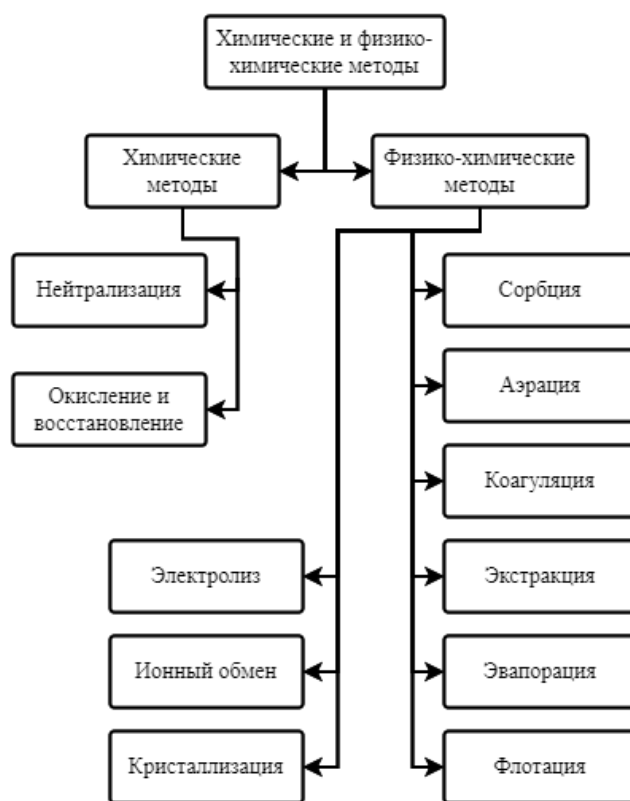 Химические и физико-
химические методы
Химические
методы
Физико-химические
методы
Нейтрализация
Окисление и
восстановление
Сорбция
Аэрация
Коагуляция
Электролиз
Экстракция
Ионный обмен
Эвапорация
Кристаллизация
Флотация